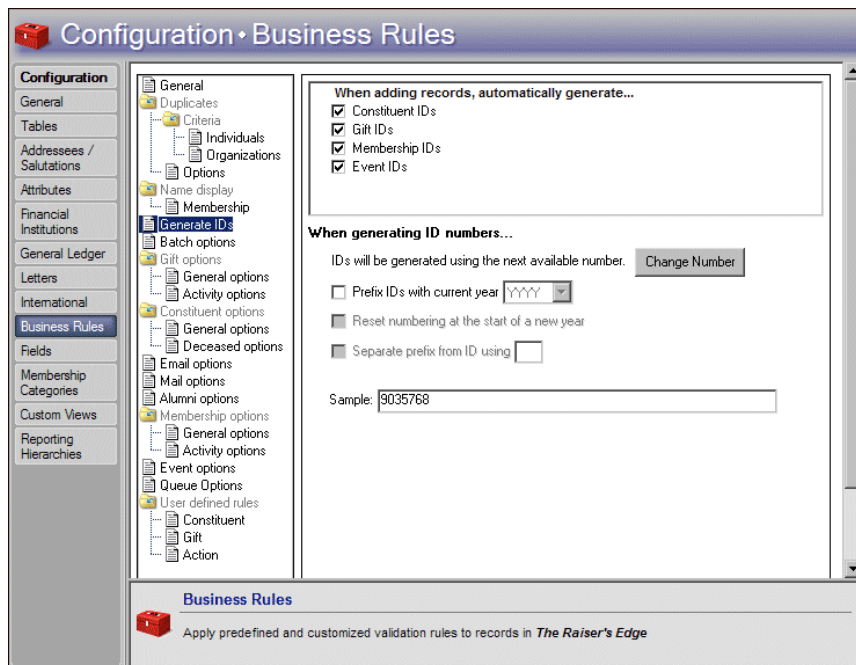 Configuration • Business Rules
Configuration
General
Tables
Addressees /
Salutations
Attributes
Financial
Institutions
General Ledger
Letters
International
Business Rules
Fields
Membership
Categories
Custom Views
Reporting
Hierarchies
General
Duplicates
Criteria
Individuals
Organizations
Options
Name display
Membership
Generate IDs
Batch options
Gift options
General options
Activity options
Constituent options
General options
Deceased options
Email options
Mail options
Alumni options
Membership options
General options
Activity options
Event options
Queue Options
User defined rules
Constituent
Gift
Action
When adding records, automatically generate...
Constituent IDs
Gift IDs
Membership IDs
Event IDs
When generating ID numbers...
IDs will be generated using the next available number. Change Number
Prefix IDs with current year YYYY
Reset numbering at the start of a new year
Separate prefix from ID using
Sample: 9035768
Business Rules
Apply predefined and customized validation rules to records in The Raiser's Edge